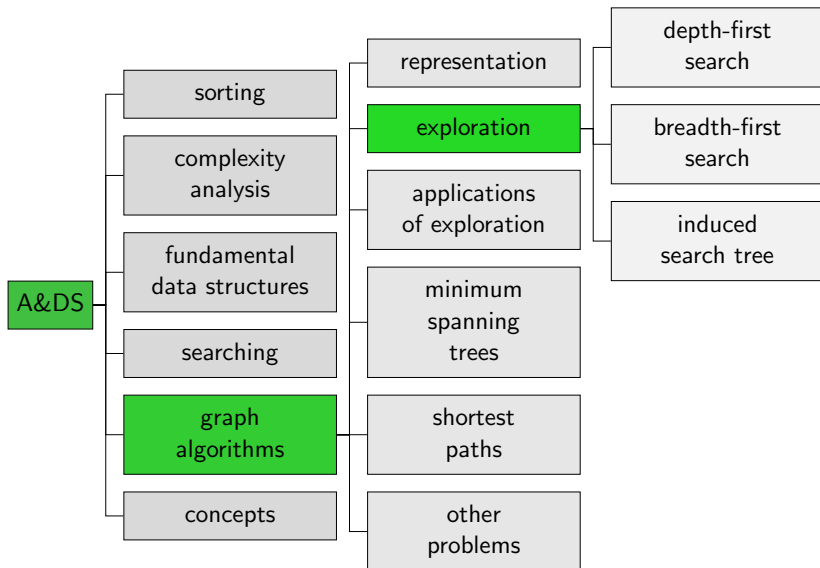 A&DS
sorting
complexity
analysis
fundamental
data structures
searching
graph
algorithms
concepts
representation
exploration
applications
of exploration
minimum
spanning
trees
shortest
paths
other
problems
depth-first
search
breadth-first
search
induced
search tree